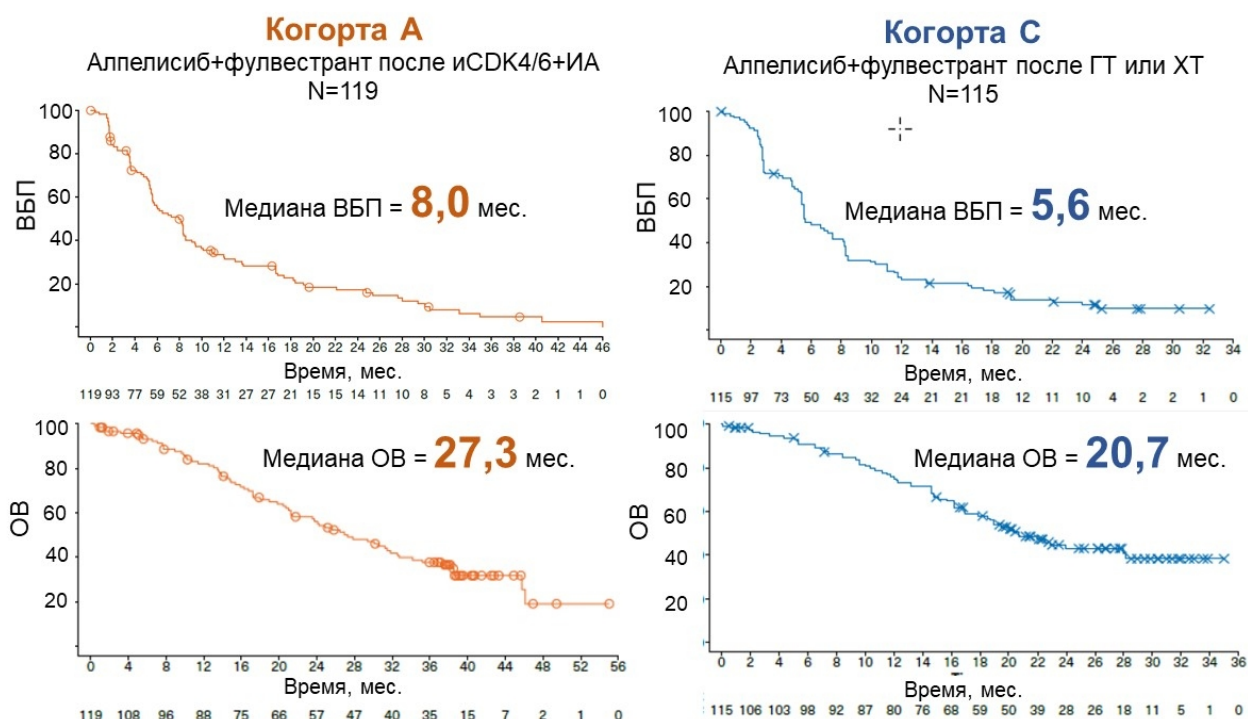 Когорта А
Алпелисиб+фулвестрант после иCDK4/6+ИА
N=119
ВБП
100
80
60
40
20
Медиана ВБП = 8,0 мес.
0 2 4 6 8 10 12 14 16 18 20 22 24 26 28 30 32 34 36 38 40 42 44 46
Время, мес.
119 93 77 59 52 38 31 27 27 21 15 15 14 11 10 8 5 4 3 3 2 1 1 0
Когорта С
Алпелисиб+фулвестрант после ГТ или ХТ
N=115
ВБП
100
80
60
40
20
Медиана ВБП = 5,6 мес.
0 2 4 6 8 10 12 14 16 18 20 22 24 26 28 30 32 34
Время, мес.
115 97 73 50 43 32 24 21 21 18 12 11 10 4 2 2 1 0
ОВ
100
80
60
40
20
Медиана ОВ = 27,3 мес.
0 4 8 12 16 20 24 28 32 36 40 44 48 52 56
Время, мес.
119 108 96 88 75 66 57 47 40 35 15 7 2 1 0
ОВ
100
80
60
40
20
Медиана ОВ = 20,7 мес.
0 2 4 6 8 10 12 14 16 18 20 22 24 26 28 30 32 34 36
Время, мес.
115 106 103 98 92 87 80 76 68 59 50 39 28 26 18 11 5 1 0